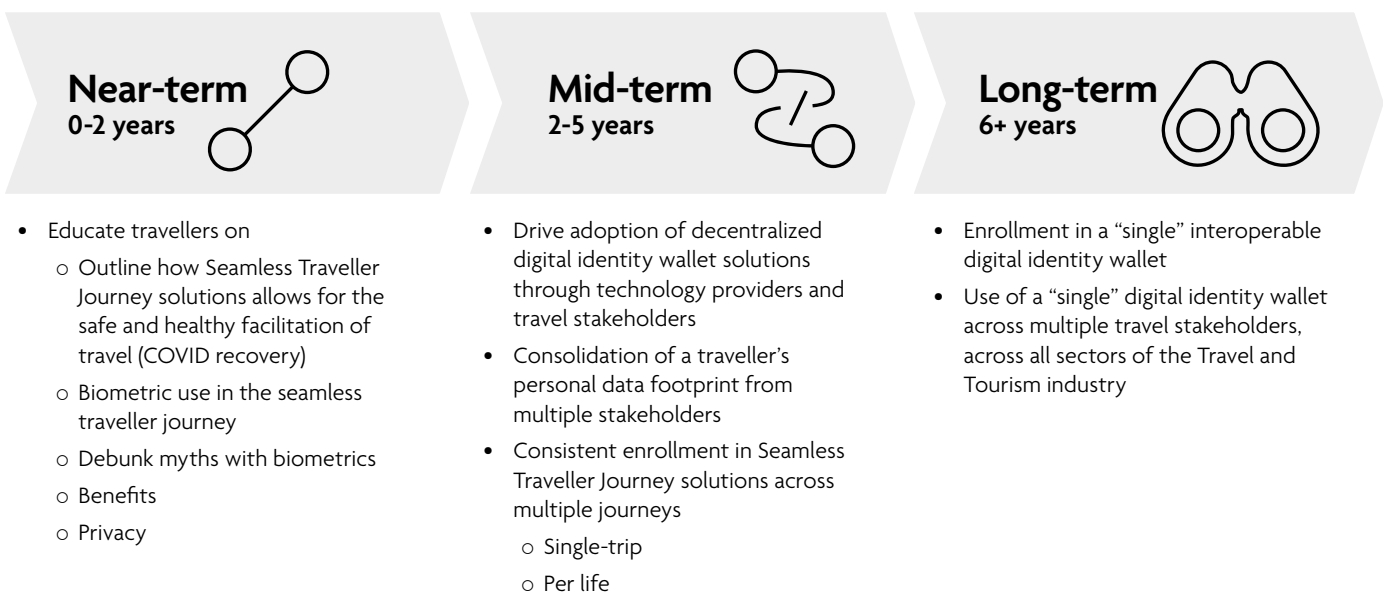 Near-term
0-2 years
• Educate travellers on
o Outline how Seamless Traveller
Journey solutions allows for the
safe and healthy facilitation of
travel (COVID recovery)
o Biometric use in the seamless
traveller journey
o Debunk myths with biometrics
o Benefits
o Privacy
Mid-term
2-5 years
• Drive adoption of decentralized
digital identity wallet solutions
through technology providers and
travel stakeholders
• Consolidation of a traveller’s
personal data footprint from
multiple stakeholders
• Consistent enrollment in Seamless
Traveller Journey solutions across
multiple journeys
o Single-trip
o Per life
Long-term
6+ years
• Enrollment in a “single” interoperable
digital identity wallet
• Use of a “single” digital identity wallet
across multiple travel stakeholders,
across all sectors of the Travel and
Tourism industry